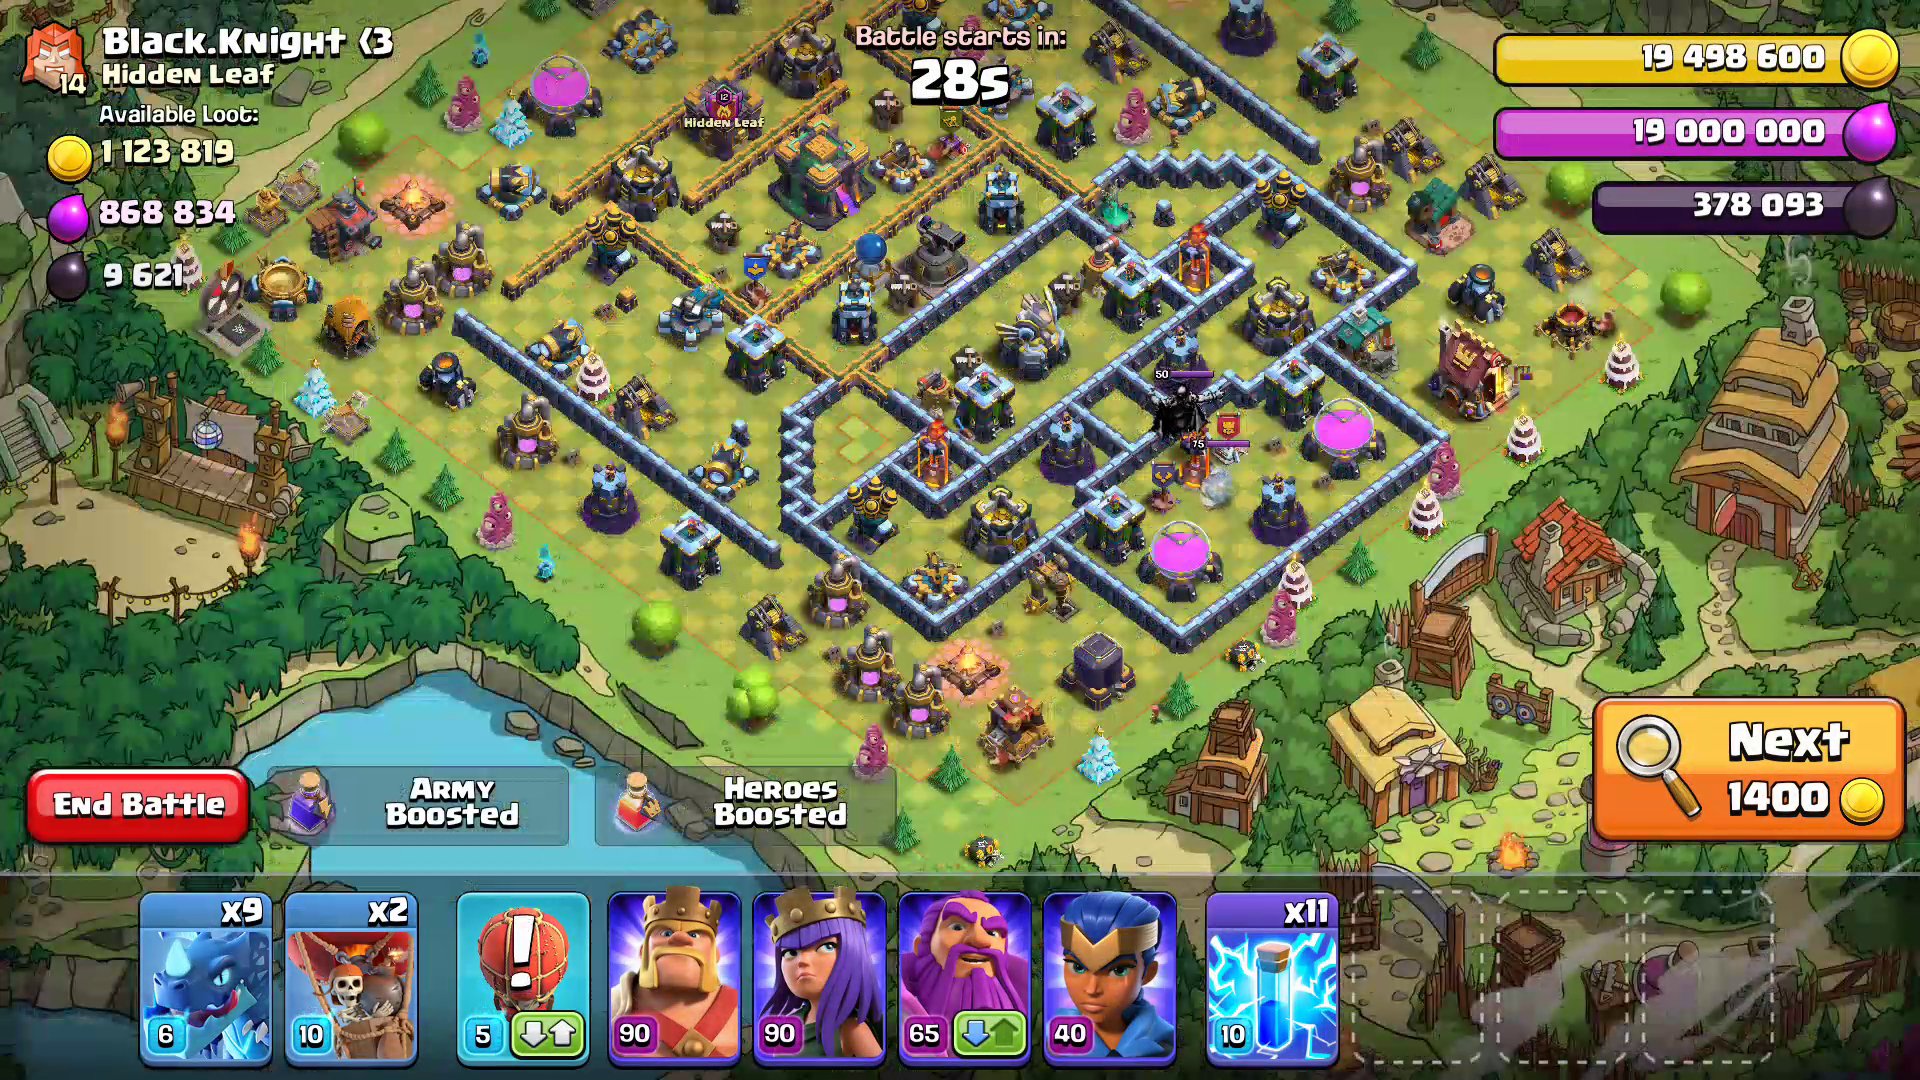 Black.Knight <3
14
Hidden Leaf
Available Loot:
1 123 819
868 834
9 621
Battle starts in:
28s
19 498 600
19 000 000
378 093
12
Hidden Leaf
50
75
Next
1400
End Battle
Army
Boosted
Heroes
Boosted
x9
6
x2
10
5
90
90
65
40
x11
10